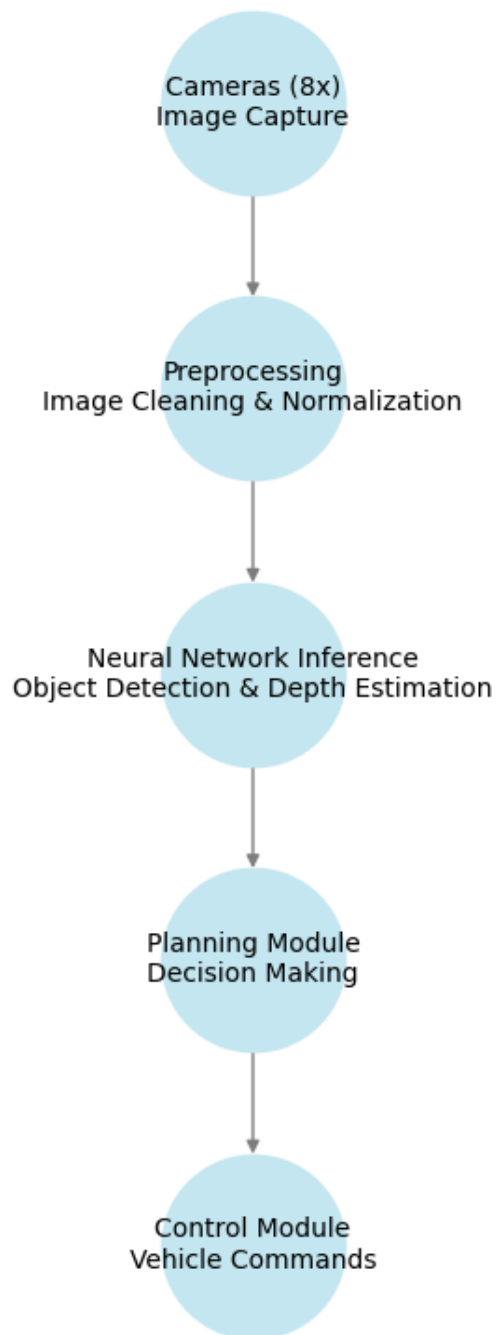 Cameras (8x)
Image Capture
Preprocessing
Image Cleaning & Normalization
Neural Network Inference
Object Detection & Depth Estimation
Planning Module
Decision Making
Control Module
Vehicle Commands